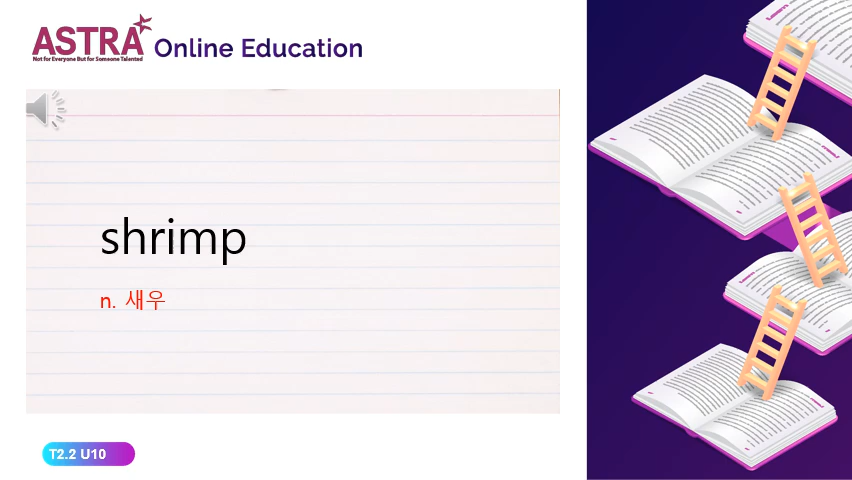 ASTRA Online Education
Not for Everyone But for Someone Talented
shrimp
n. 새우
T2.2 U10